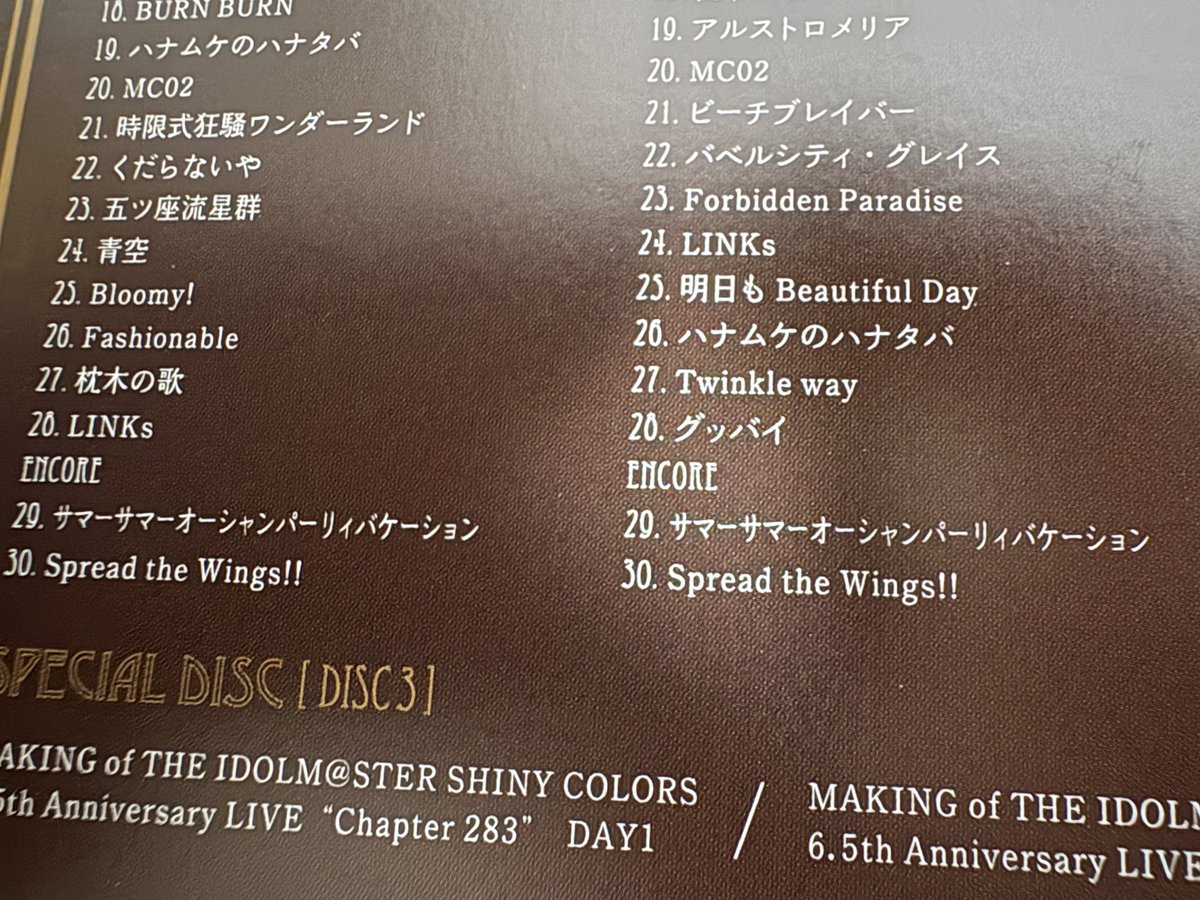 18. BURN BURN
19. ハナムケのハナタバ
20. MC02
21. 時限式狂騒ワンダーランド
22. くだらないや
23. 五ツ座流星群
24. 青空
25. Bloomy!
26. Fashionable
27. 枕木の歌
28. LINKs
ENCORE
29. サマーサマーオーシャンパーリィバケーション
30. Spread the Wings!!
19. アルストロメリア
20. MC02
21. ビーチブレイバー
22. バベルシティ・グレイス
23. Forbidden Paradise
24. LINKs
25. 明日も Beautiful Day
26. ハナムケのハナタバ
27. Twinkle way
28. グッバイ
ENCORE
29. サマーサマーオーシャンパーリィバケーション
30. Spread the Wings!!
SPECIAL DISC [DISC3]
AKING of THE IDOLM@STER SHINY COLORS
5th Anniversary LIVE “Chapter 283” DAY1
/
MAKING of THE IDOLM
6.5th Anniversary LIVE